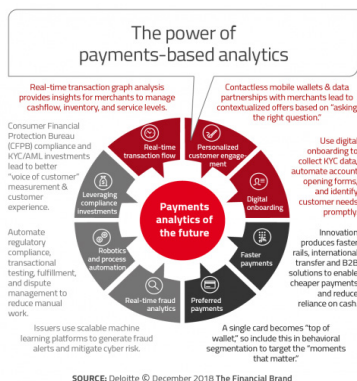 The power of
payments-based analytics
Real-time transaction graph analysis
provides insights for merchants to manage
cashflow, inventory, and service levels.
Contactless mobile wallets & data
partnerships with merchants lead to
contextualized offers based on “asking
the right question.”
Consumer Financial
Protection Bureau
(CFPB) compliance and
KYC/AML investments
lead to better
“voice of customer”
measurement &
customer
experience.
Real-time
transaction flow
Personalized
customer engage-
ment
Use digital
onboarding to
collect KYC data,
automate account
opening forms,
and identify
customer needs
promptly
Leveraging
compliance
investments
Digital
onboarding
Payments
analytics of
the future
Automate
regulatory
compliance,
transactional
testing, fulfillment,
and dispute
management to
reduce manual
work.
Robotics
and process
automation
Faster
payments
Innovation
produces faster
rails, international
transfer and B2B
solutions to enable
cheaper payments
and reduce
reliance on cash
Real-time fraud
analytics
Preferred
payments
Issuers use scalable machine
learning platforms to generate fraud
alerts and mitigate cyber risk.
A single card becomes “top of
wallet,” so include this in behavioral
segmentation to target the “moments
that matter.”
SOURCE: Deloitte © December 2018 The Financial Brand